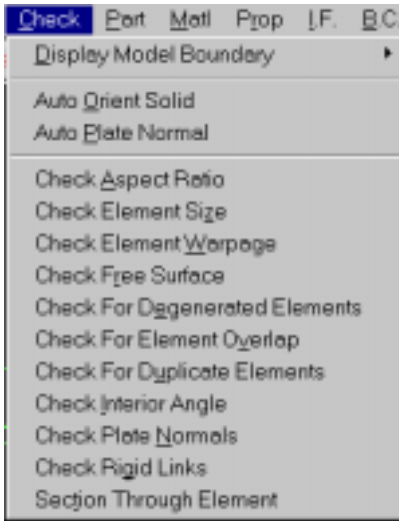 Check Part Matl Prop I.F. B.C.
Display Model Boundary
Auto Orient Solid
Auto Plate Normal
Check Aspect Ratio
Check Element Size
Check Element Warpage
Check Free Surface
Check For Degenerated Elements
Check For Element Overlap
Check For Duplicate Elements
Check Interior Angle
Check Plate Normals
Check Rigid Links
Section Through Element